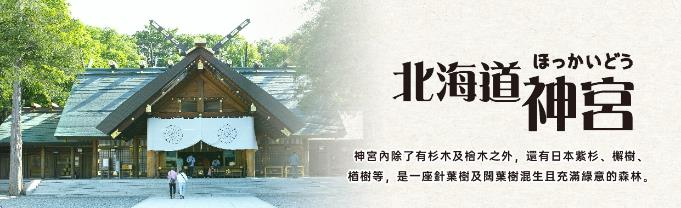 ほっかいどう
北海道神宮
神宮內除了有杉木及檜木之外，還有日本紫杉、檞樹、
楢樹等，是一座針葉樹及闊葉樹混生且充滿綠意的森林。